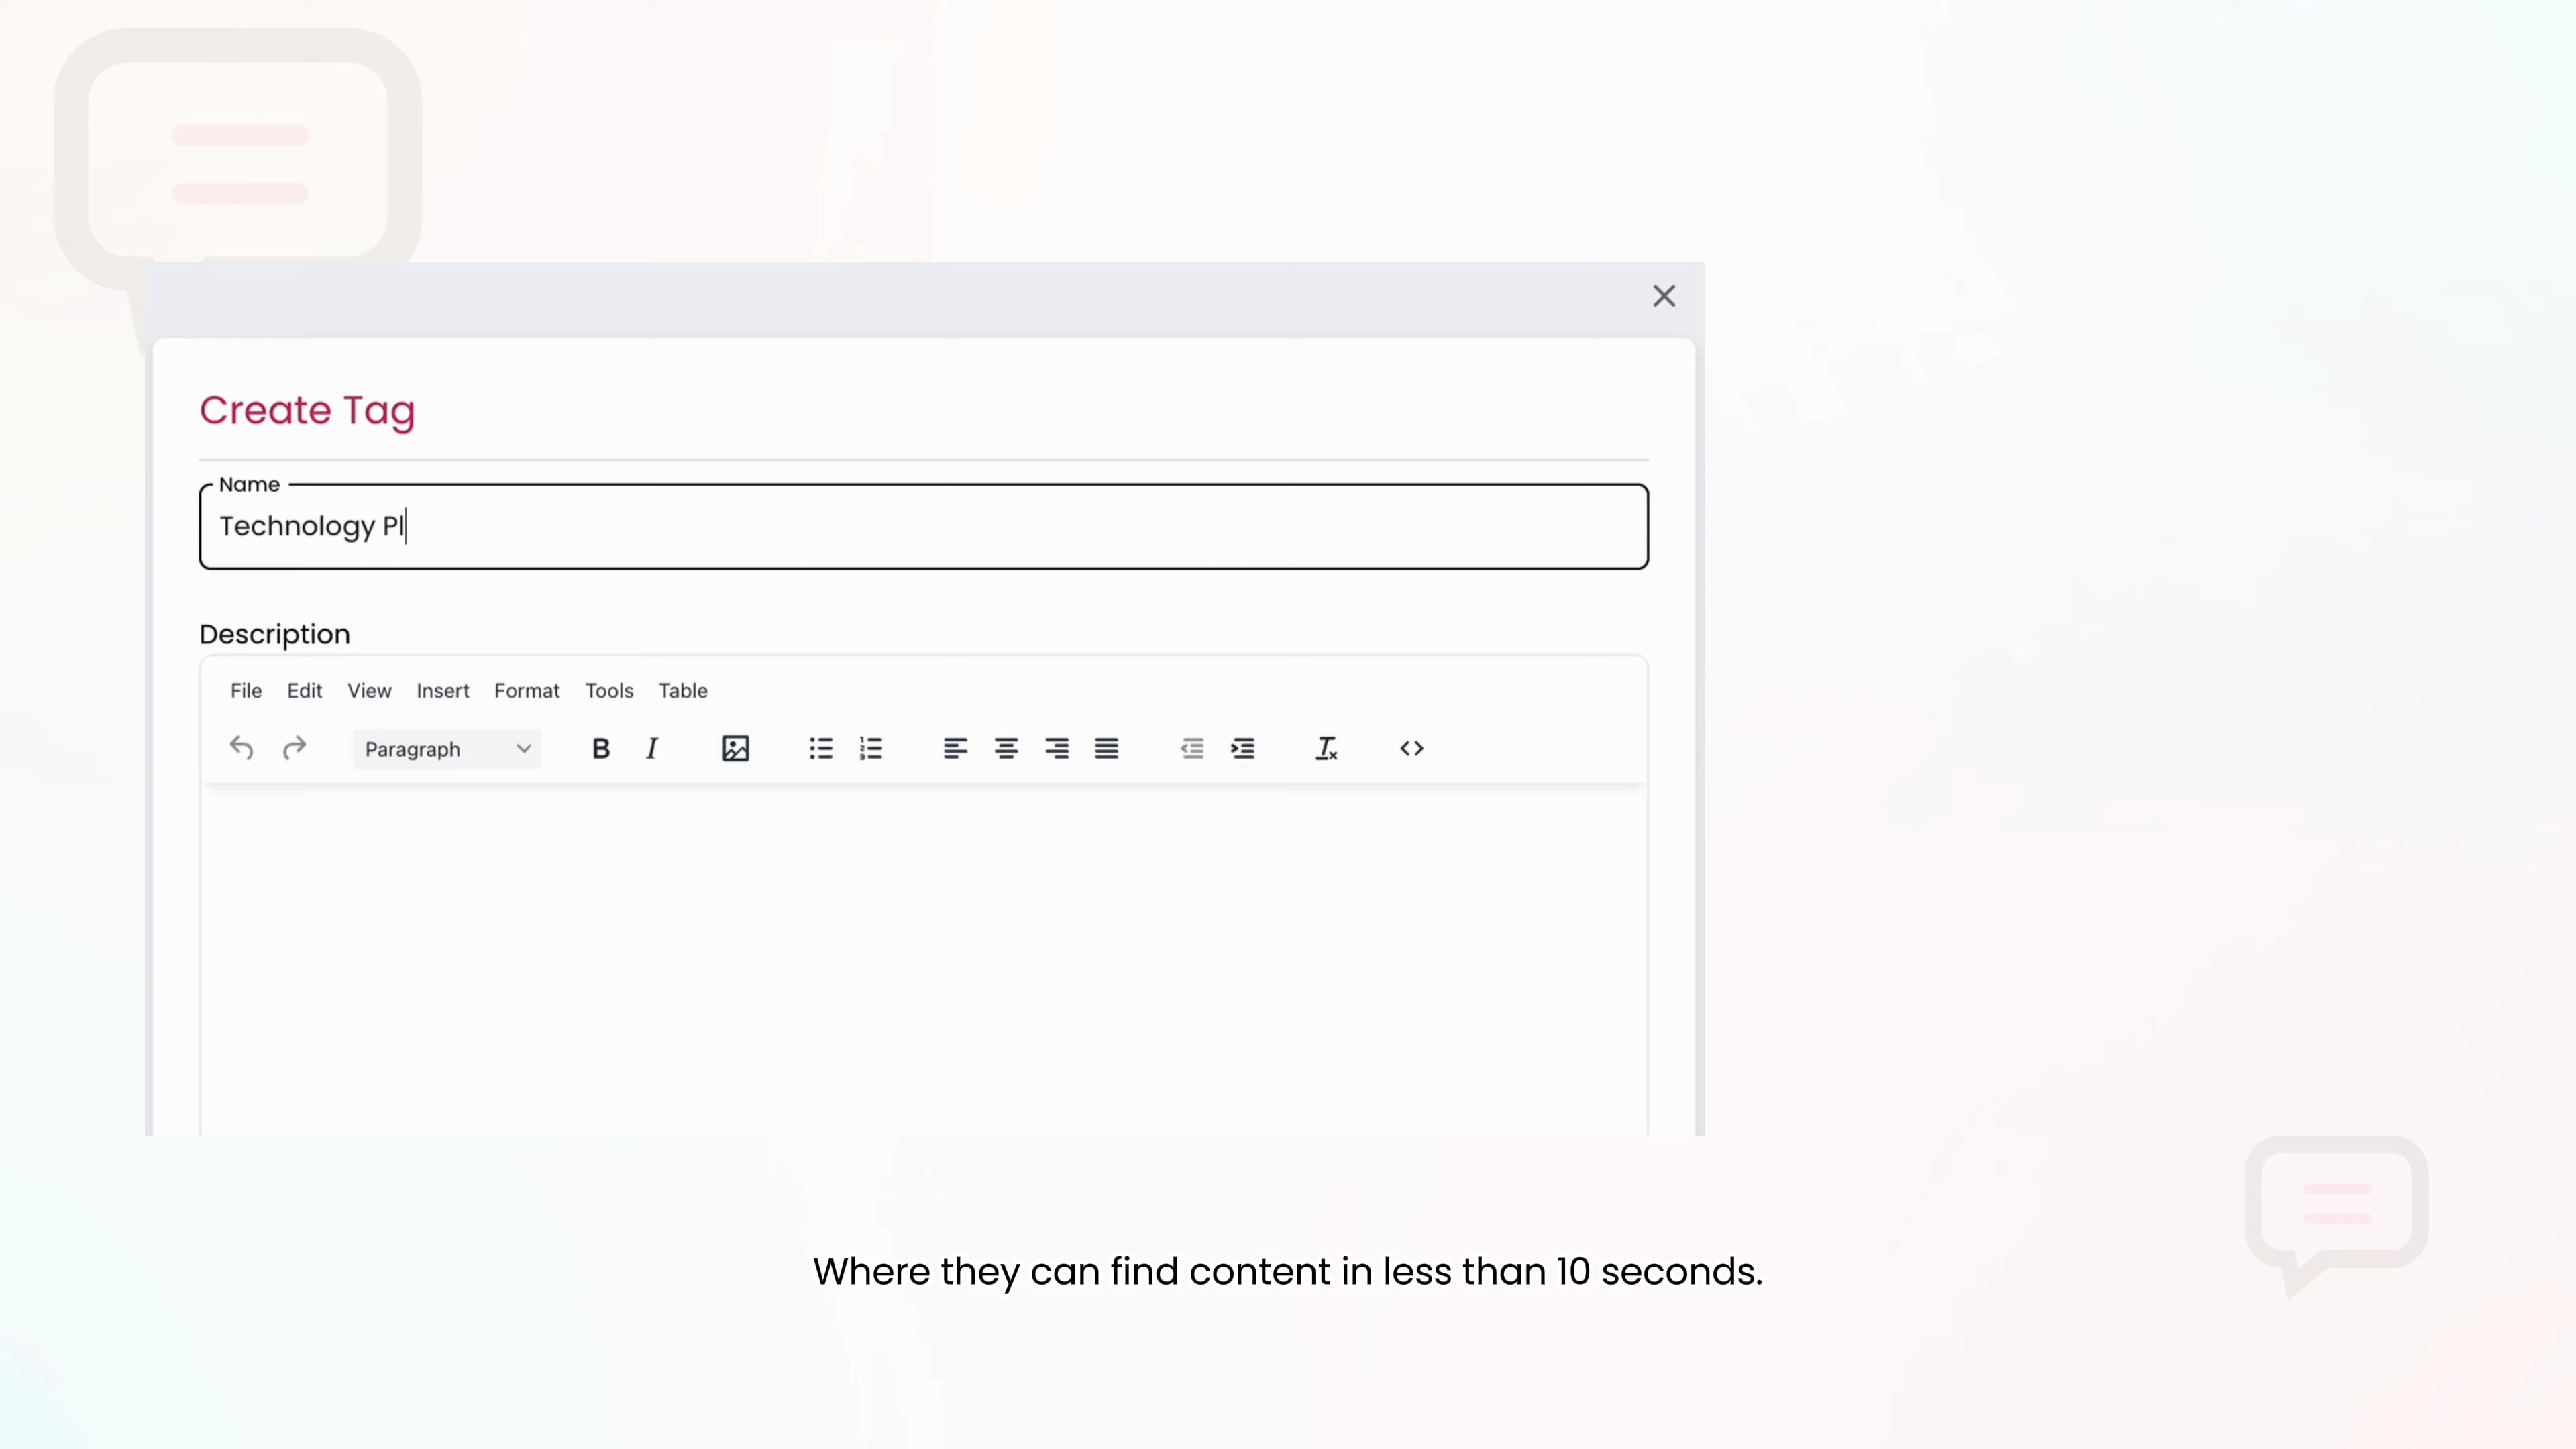 Create Tag
Name
Technology Pl
Description
File Edit View Insert Format Tools Table
Paragraph
Where they can find content in less than 10 seconds.